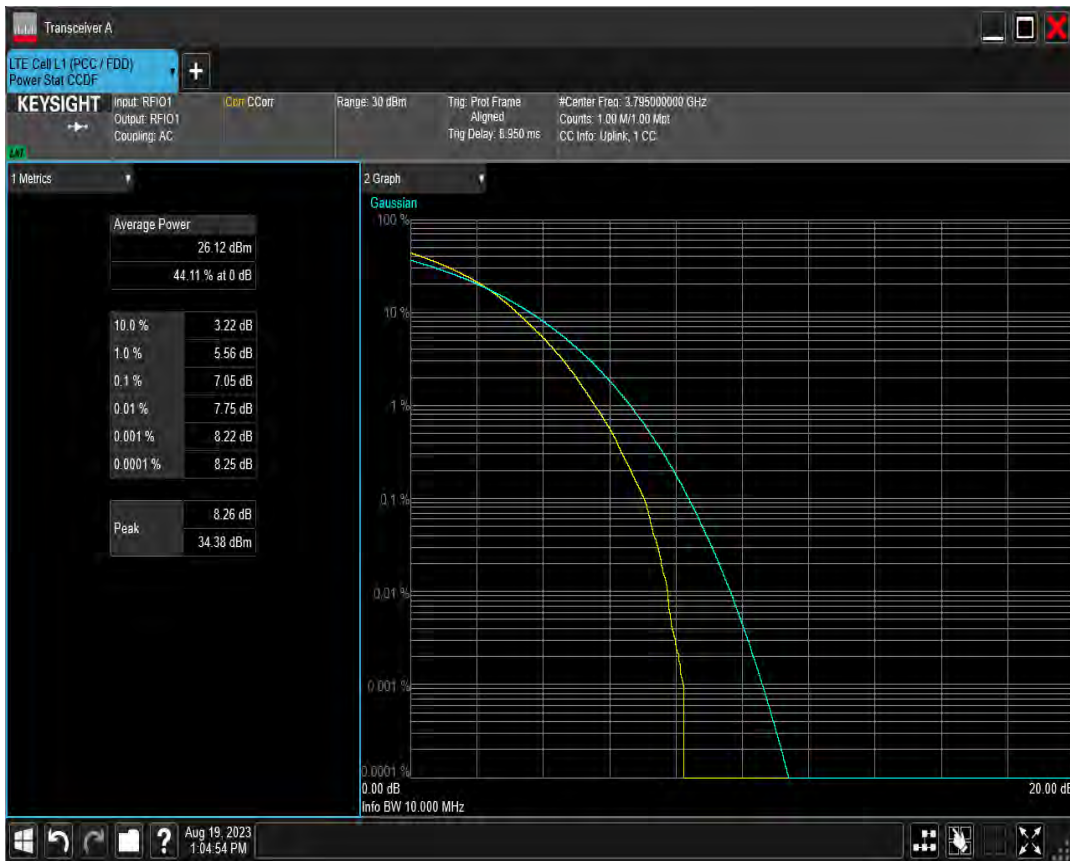 Transceiver A
LTE Cell L1 (PCC / FDD)
Power Stat CCDF
+
KEYSIGHT
Input: RFIO1
Output: RFIO1
Coupling: AC
iCorr CCorr
Range: 30 dBm
Trig: Prot Frame
Aligned
Trig Delay: 8.950 ms
#Center Freq: 3.795000000 GHz
Counts: 1.00 M/1.00 Mpt
CC Info: Uplink, 1 CC
LXT
1 Metrics
Average Power
26.12 dBm
44.11 % at 0 dB
10.0 % 3.22 dB
1.0 % 5.56 dB
0.1 % 7.05 dB
0.01 % 7.75 dB
0.001 % 8.22 dB
0.0001 % 8.25 dB
Peak 8.26 dB
34.38 dBm
2 Graph
Gaussian
100 %
10 %
1 %
0.1 %
0.01 %
0.001 %
0.0001 %
0.00 dB 20.00 dB
Info BW 10.000 MHz
?
Aug 19, 2023
1:04:54 PM